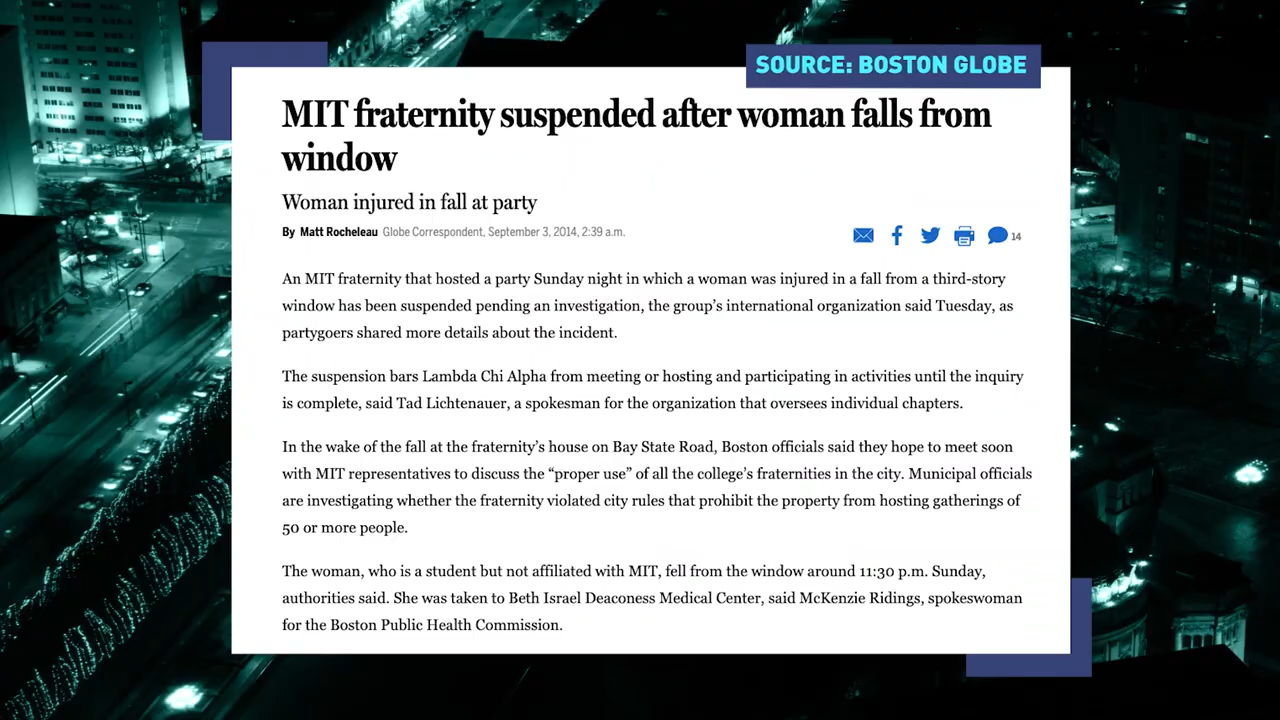 SOURCE: BOSTON GLOBE
MIT fraternity suspended after woman falls from
window
Woman injured in fall at party
By Matt Rocheleau Globe Correspondent, September 3, 2014, 2:39 a.m.
14
An MIT fraternity that hosted a party Sunday night in which a woman was injured in a fall from a third-story
window has been suspended pending an investigation, the group’s international organization said Tuesday, as
partygoers shared more details about the incident.
The suspension bars Lambda Chi Alpha from meeting or hosting and participating in activities until the inquiry
is complete, said Tad Lichtenauer, a spokesman for the organization that oversees individual chapters.
In the wake of the fall at the fraternity’s house on Bay State Road, Boston officials said they hope to meet soon
with MIT representatives to discuss the “proper use” of all the college’s fraternities in the city. Municipal officials
are investigating whether the fraternity violated city rules that prohibit the property from hosting gatherings of
50 or more people.
The woman, who is a student but not affiliated with MIT, fell from the window around 11:30 p.m. Sunday,
authorities said. She was taken to Beth Israel Deaconess Medical Center, said McKenzie Ridings, spokeswoman
for the Boston Public Health Commission.